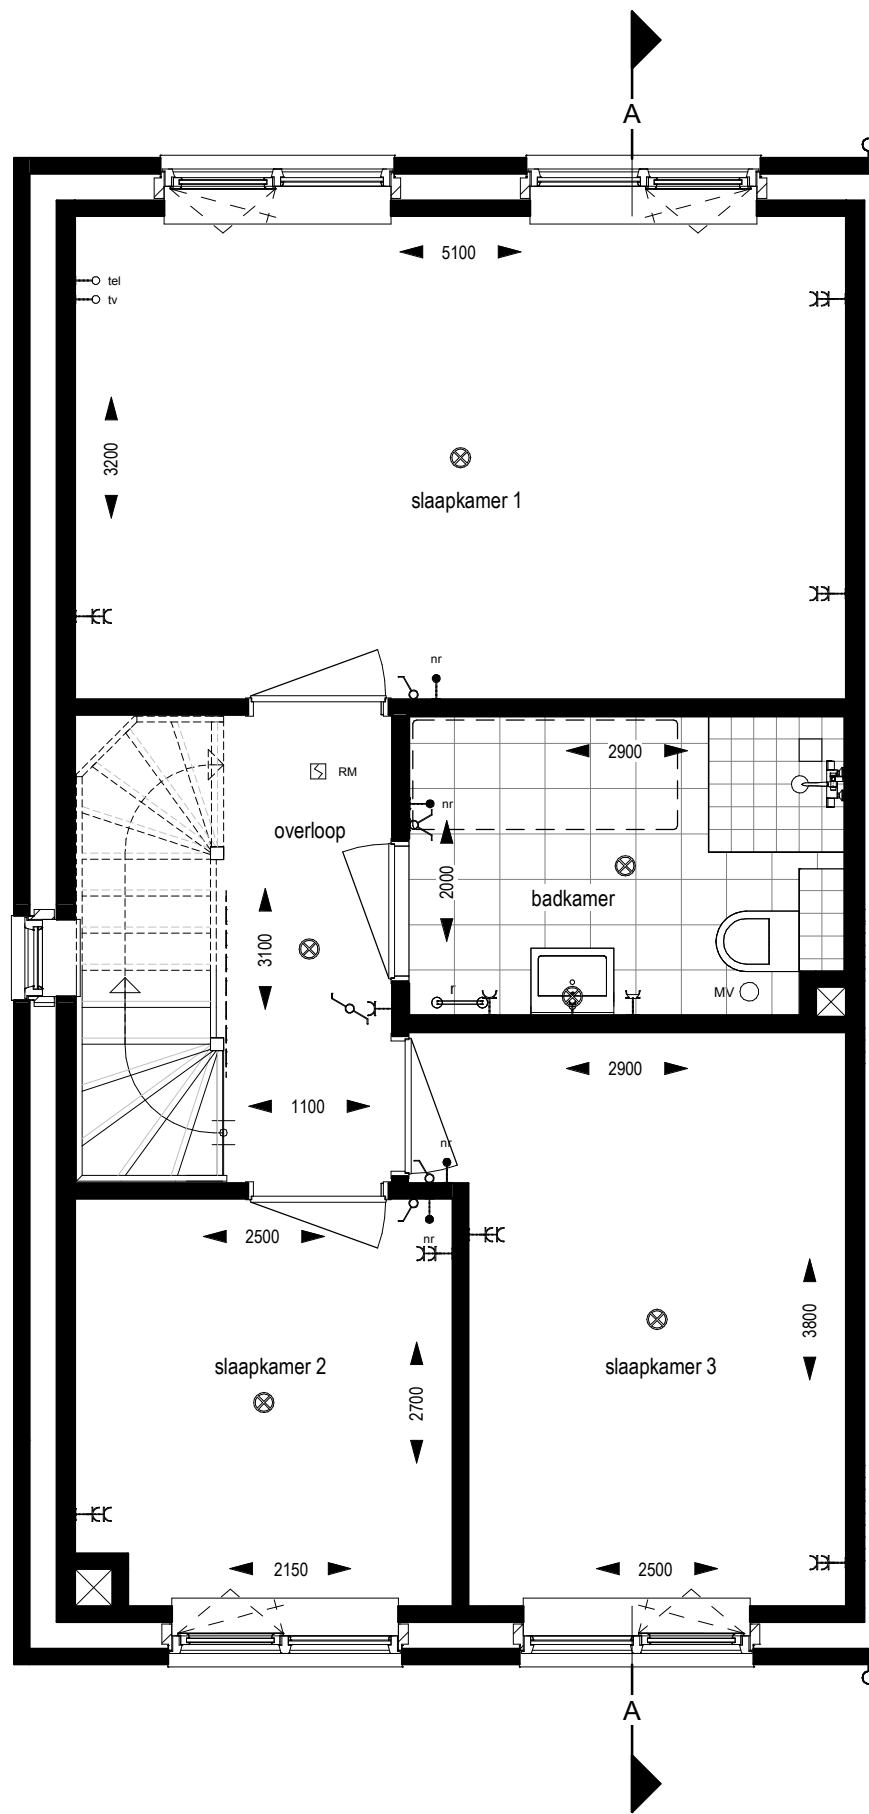 A
5100
tel
tv
3200
slaapkamer 1
nr
RM
2900
nr
overloop
2000
badkamer
3100
r
MV
1100
2900
nr
2500
nr
3800
slaapkamer 2
slaapkamer 3
2700
2150
2500
A